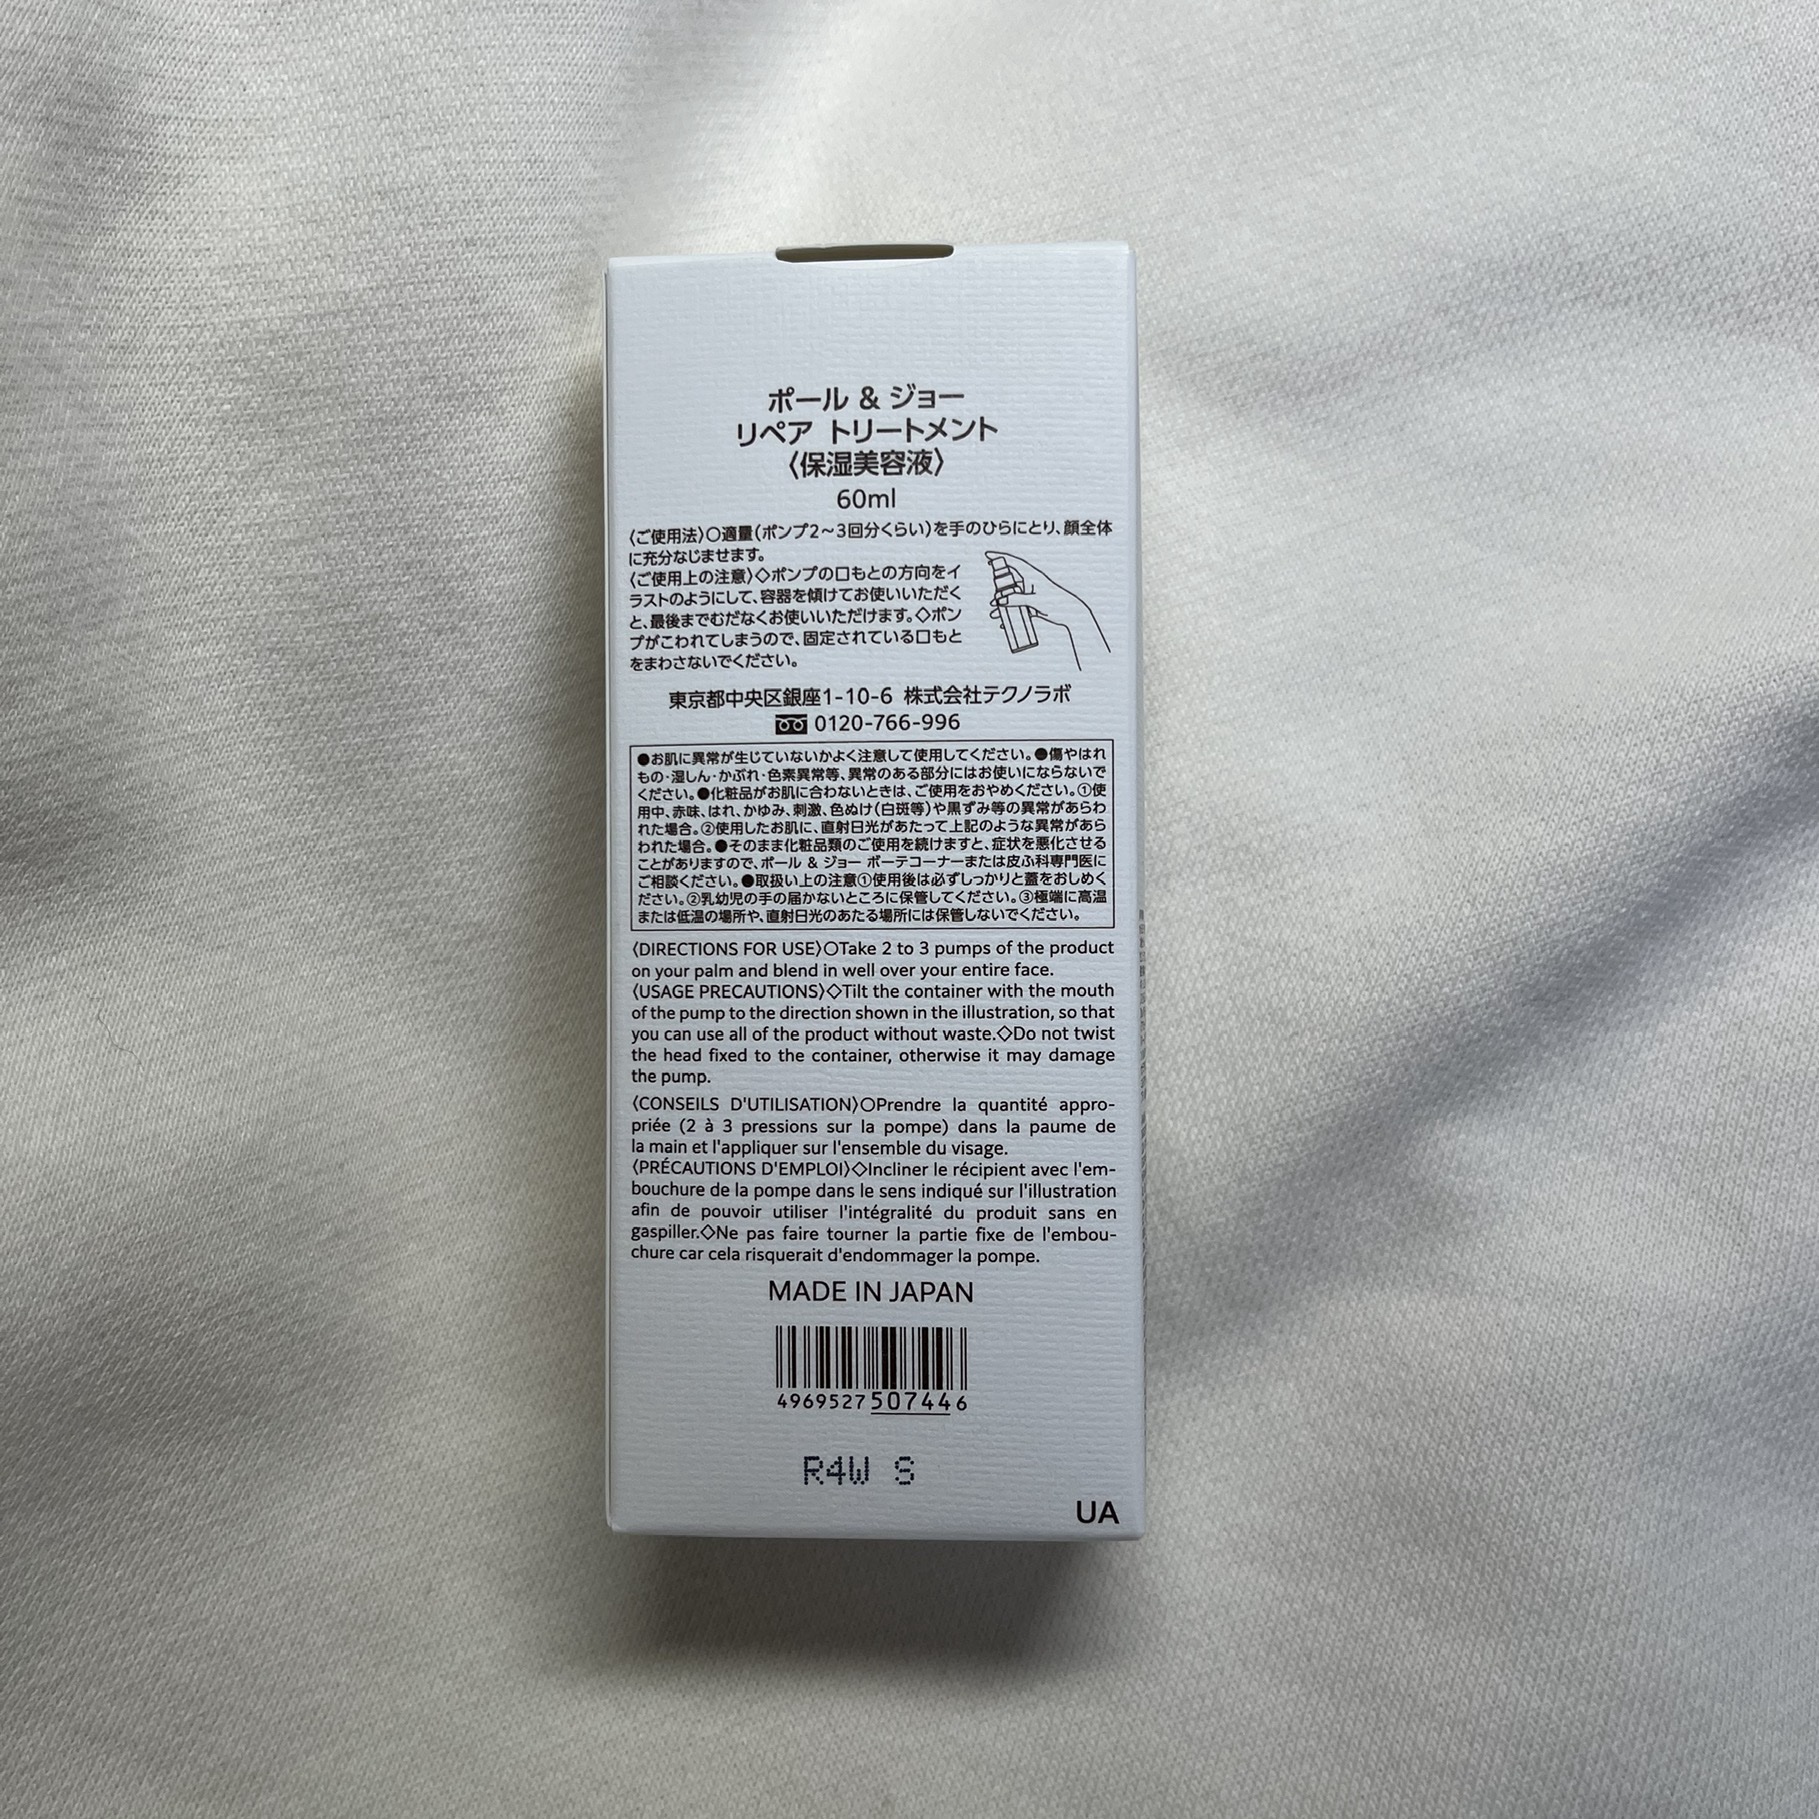 ポール & ジョー
リペア トリートメント
〈保湿美容液〉
60ml
〈ご使用法〉○適量(ポンプ2～3回分くらい)を手のひらにとり、顔全体
に充分なじませます。
〈ご使用上の注意〉◇ポンプの口もとの方向をイ
ラストのようにして、容器を傾けてお使いいただく
と、最後までむだなくお使いいただけます。◇ポン
プがこわれてしまうので、固定されている口もと
をまわさないでください。
東京都中央区銀座1-10-6 株式会社テクノラボ
0120-766-996
●お肌に異常が生じていないかよく注意して使用してください。●傷やはれ
もの・湿しん・かぶれ・色素異常等、異常のある部分にはお使いにならないで
ください。●化粧品がお肌に合わないときは、ご使用をおやめください。①使
用中、赤味、はれ、かゆみ、刺激、色ぬけ(白斑等)や黒ずみ等の異常があらわ
れた場合。②使用したお肌に、直射日光があたって上記のような異常があら
われた場合。●そのまま化粧品類のご使用を続けますと、症状を悪化させる
ことがありますので、ポール & ジョー ボーテコーナーまたは皮ふ科専門医に
ご相談ください。●取扱い上の注意①使用後は必ずしっかりと蓋をおしめく
ださい。②乳幼児の手の届かないところに保管してください。③極端に高温
または低温の場所や、直射日光のあたる場所には保管しないでください。
〈DIRECTIONS FOR USE〉○Take 2 to 3 pumps of the product
on your palm and blend in well over your entire face.
〈USAGE PRECAUTIONS〉◇Tilt the container with the mouth
of the pump to the direction shown in the illustration, so that
you can use all of the product without waste.◇Do not twist
the head fixed to the container, otherwise it may damage
the pump.
〈CONSEILS D'UTILISATION〉○Prendre la quantité appro-
priée (2 à 3 pressions sur la pompe) dans la paume de
la main et l'appliquer sur l'ensemble du visage.
〈PRÉCAUTIONS D'EMPLOI〉◇Incliner le récipient avec l'em-
bouchure de la pompe dans le sens indiqué sur l'illustration
afin de pouvoir utiliser l'intégralité du produit sans en
gaspiller.◇Ne pas faire tourner la partie fixe de l'embou-
chure car cela risquerait d'endommager la pompe.
MADE IN JAPAN
4969527507446
R4W S
UA